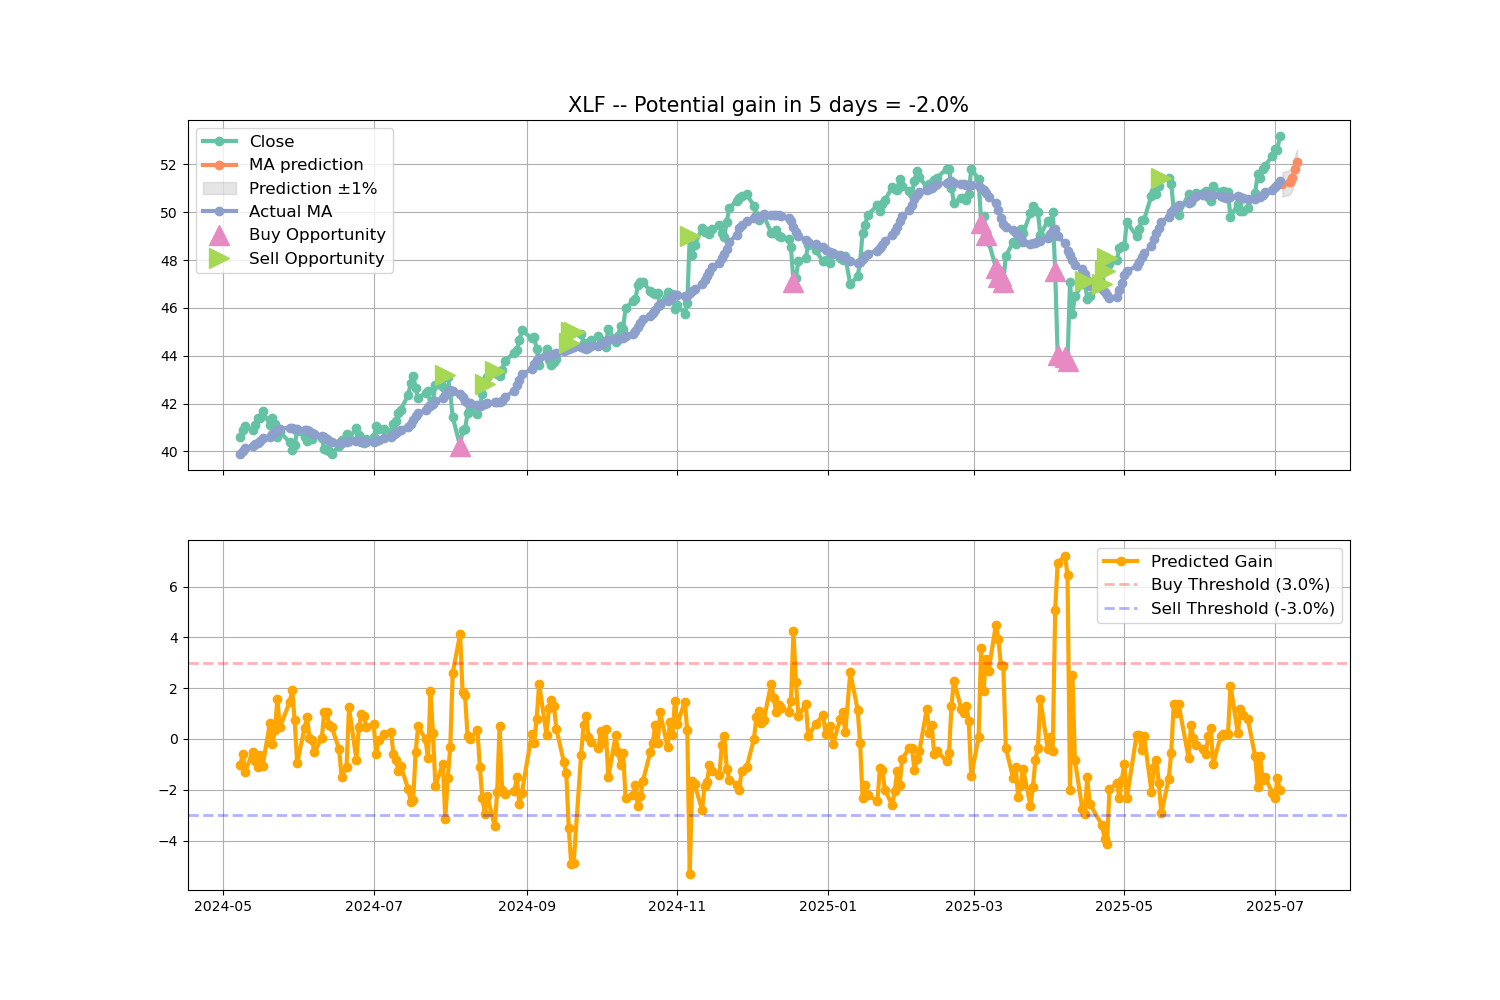 XLF -- Potential gain in 5 days = -2.0%
Close
MA prediction
Prediction ±1%
Actual MA
Buy Opportunity
Sell Opportunity
52
50
48
46
44
42
40
Predicted Gain
Buy Threshold (3.0%)
Sell Threshold (-3.0%)
6
4
2
0
−2
−4
2024-05
2024-07
2024-09
2024-11
2025-01
2025-03
2025-05
2025-07